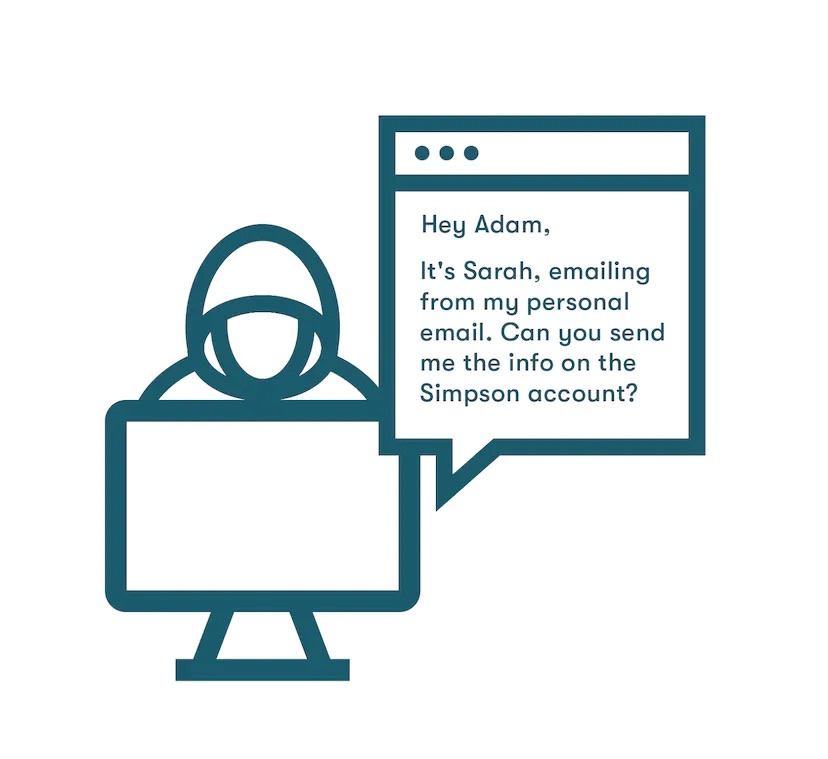 Hey Adam,
It's Sarah, emailing
from my personal
email. Can you send
me the info on the
Simpson account?